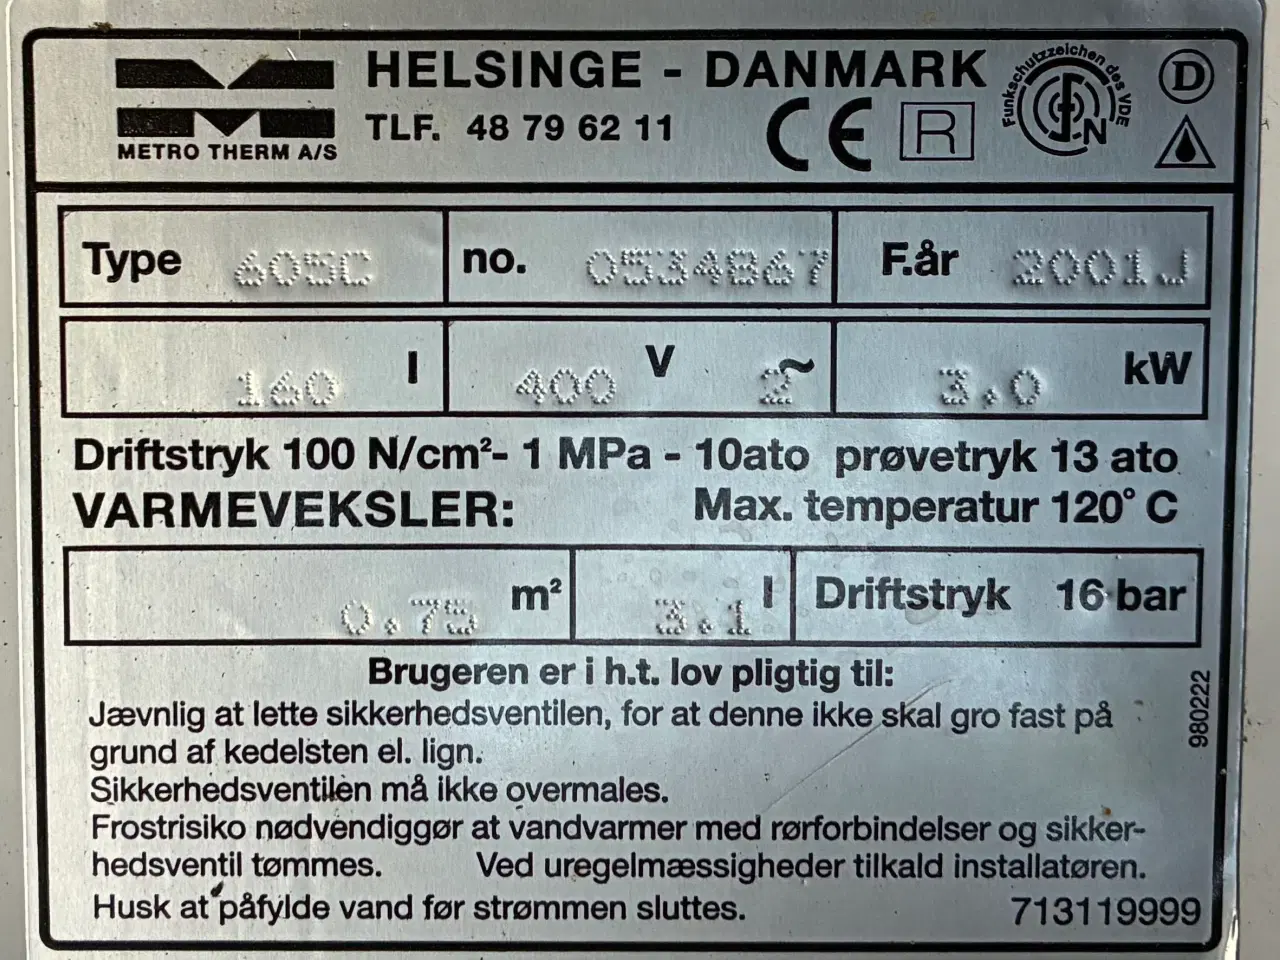 HELSINGE - DANMARK
TLF. 48 79 62 11
METRO THERM A/S
CE R Funkschutzzeichen des VDE N D
Type 605C no. 0534867 F.år 2001J
160 l 400 V 2~ 3.0 kW
Driftstryk 100 N/cm²- 1 MPa - 10ato prøvetryk 13 ato
VARMEVEKSLER: Max. temperatur 120° C
0.75 m² 3.1 l Driftstryk 16 bar
Brugeren er i h.t. lov pligtig til:
Jævnlig at lette sikkerhedsventilen, for at denne ikke skal gro fast på
grund af kedelsten el. lign.
Sikkerhedsventilen må ikke overmales.
Frostrisiko nødvendiggør at vandvarmer med rørforbindelser og sikker-
hedsventil tømmes. Ved uregelmæssigheder tilkald installatøren.
Husk at påfylde vand før strømmen sluttes. 713119999
980222